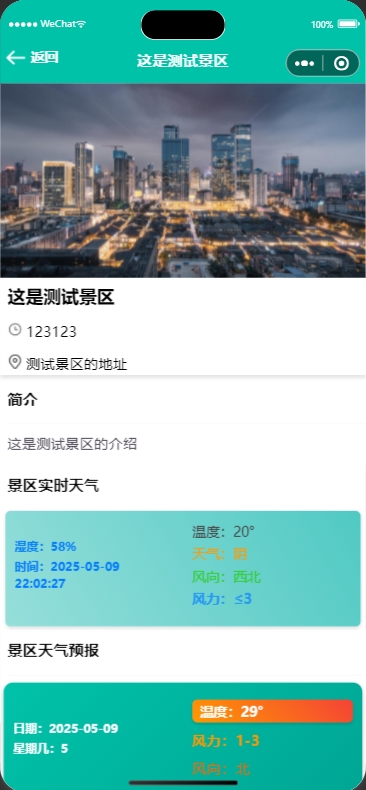 WeChat
100%
返回
这是测试景区
这是测试景区
123123
测试景区的地址
简介
这是测试景区的介绍
景区实时天气
湿度：58%
时间：2025-05-09
22:02:27
温度：20°
天气：阴
风向：西北
风力：≤3
景区天气预报
日期：2025-05-09
星期几：5
温度：29°
风力：1-3
风向：北